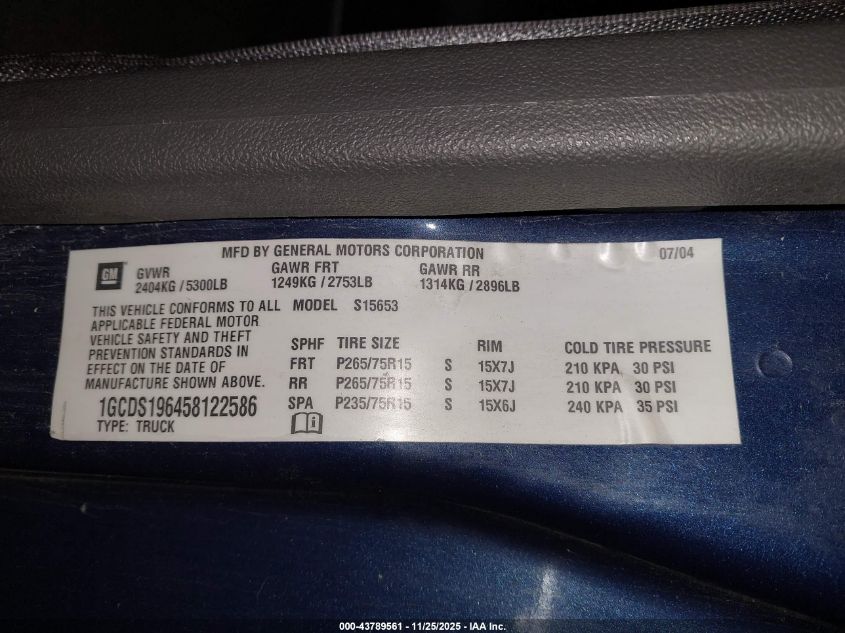 MFD BY GENERAL MOTORS CORPORATION 07/04
GM
GVWR GAWR FRT GAWR RR
2404KG / 5300LB 1249KG / 2753LB 1314KG / 2896LB
THIS VEHICLE CONFORMS TO ALL
APPLICABLE FEDERAL MOTOR
VEHICLE SAFETY AND THEFT
PREVENTION STANDARDS IN
EFFECT ON THE DATE OF
MANUFACTURE SHOWN ABOVE.
1GCDS196458122586
TYPE: TRUCK
MODEL S15653
SPHF TIRE SIZE RIM COLD TIRE PRESSURE
FRT P265/75R15 S 15X7J 210 KPA 30 PSI
RR P265/75R15 S 15X7J 210 KPA 30 PSI
SPA P235/75R15 S 15X6J 240 KPA 35 PSI
000-43789561 - 11/25/2025 - IAA Inc.